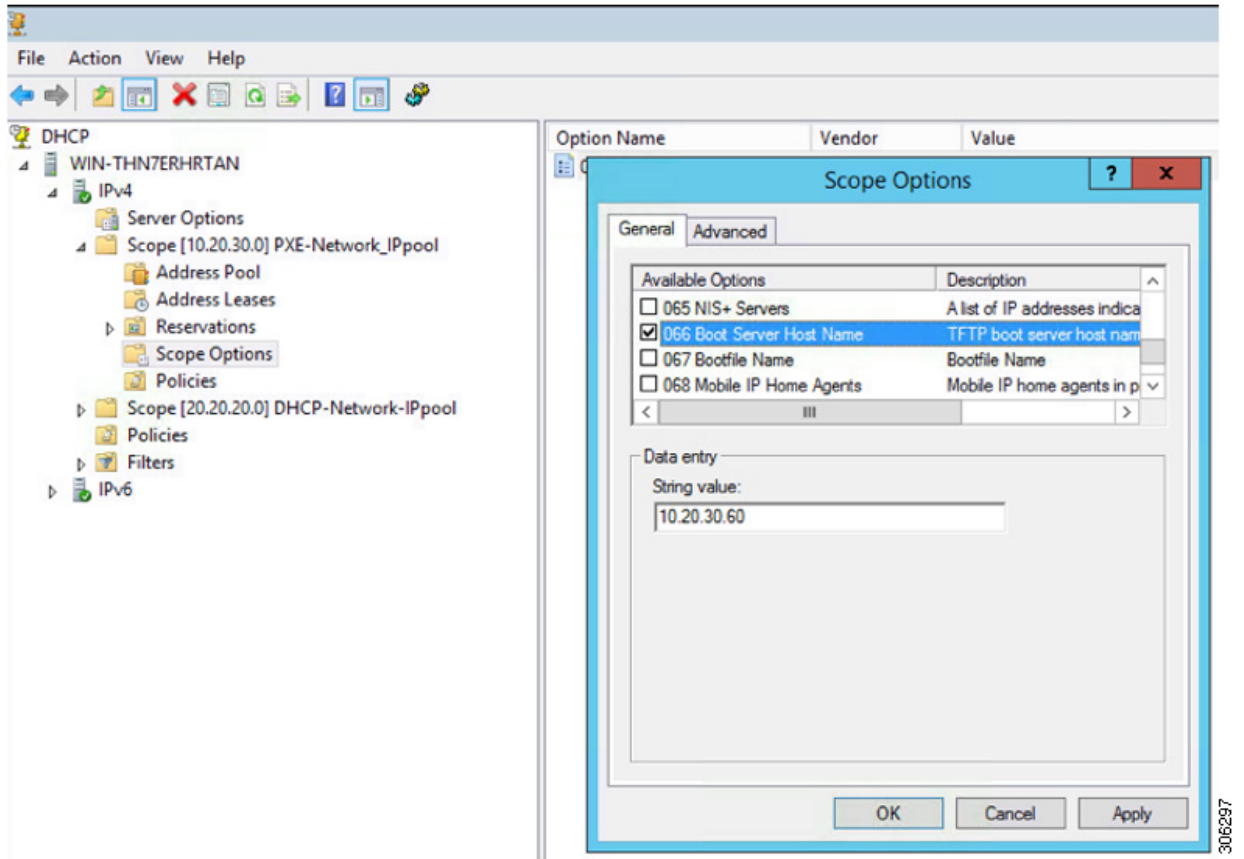 File Action View Help
DHCP
WIN-THN7ERHRTAN
IPv4
Server Options
Scope [10.20.30.0] PXE-Network_IPpool
Address Pool
Address Leases
Reservations
Scope Options
Policies
Scope [20.20.20.0] DHCP-Network-IPpool
Policies
Filters
IPv6
Option Name Vendor Value
Scope Options
General Advanced
Available Options Description
065 NIS+ Servers A list of IP addresses indica
066 Boot Server Host Name TFTP boot server host nam
067 Bootfile Name Bootfile Name
068 Mobile IP Home Agents Mobile IP home agents in p
Data entry
String value:
10.20.30.60
OK Cancel Apply
306297